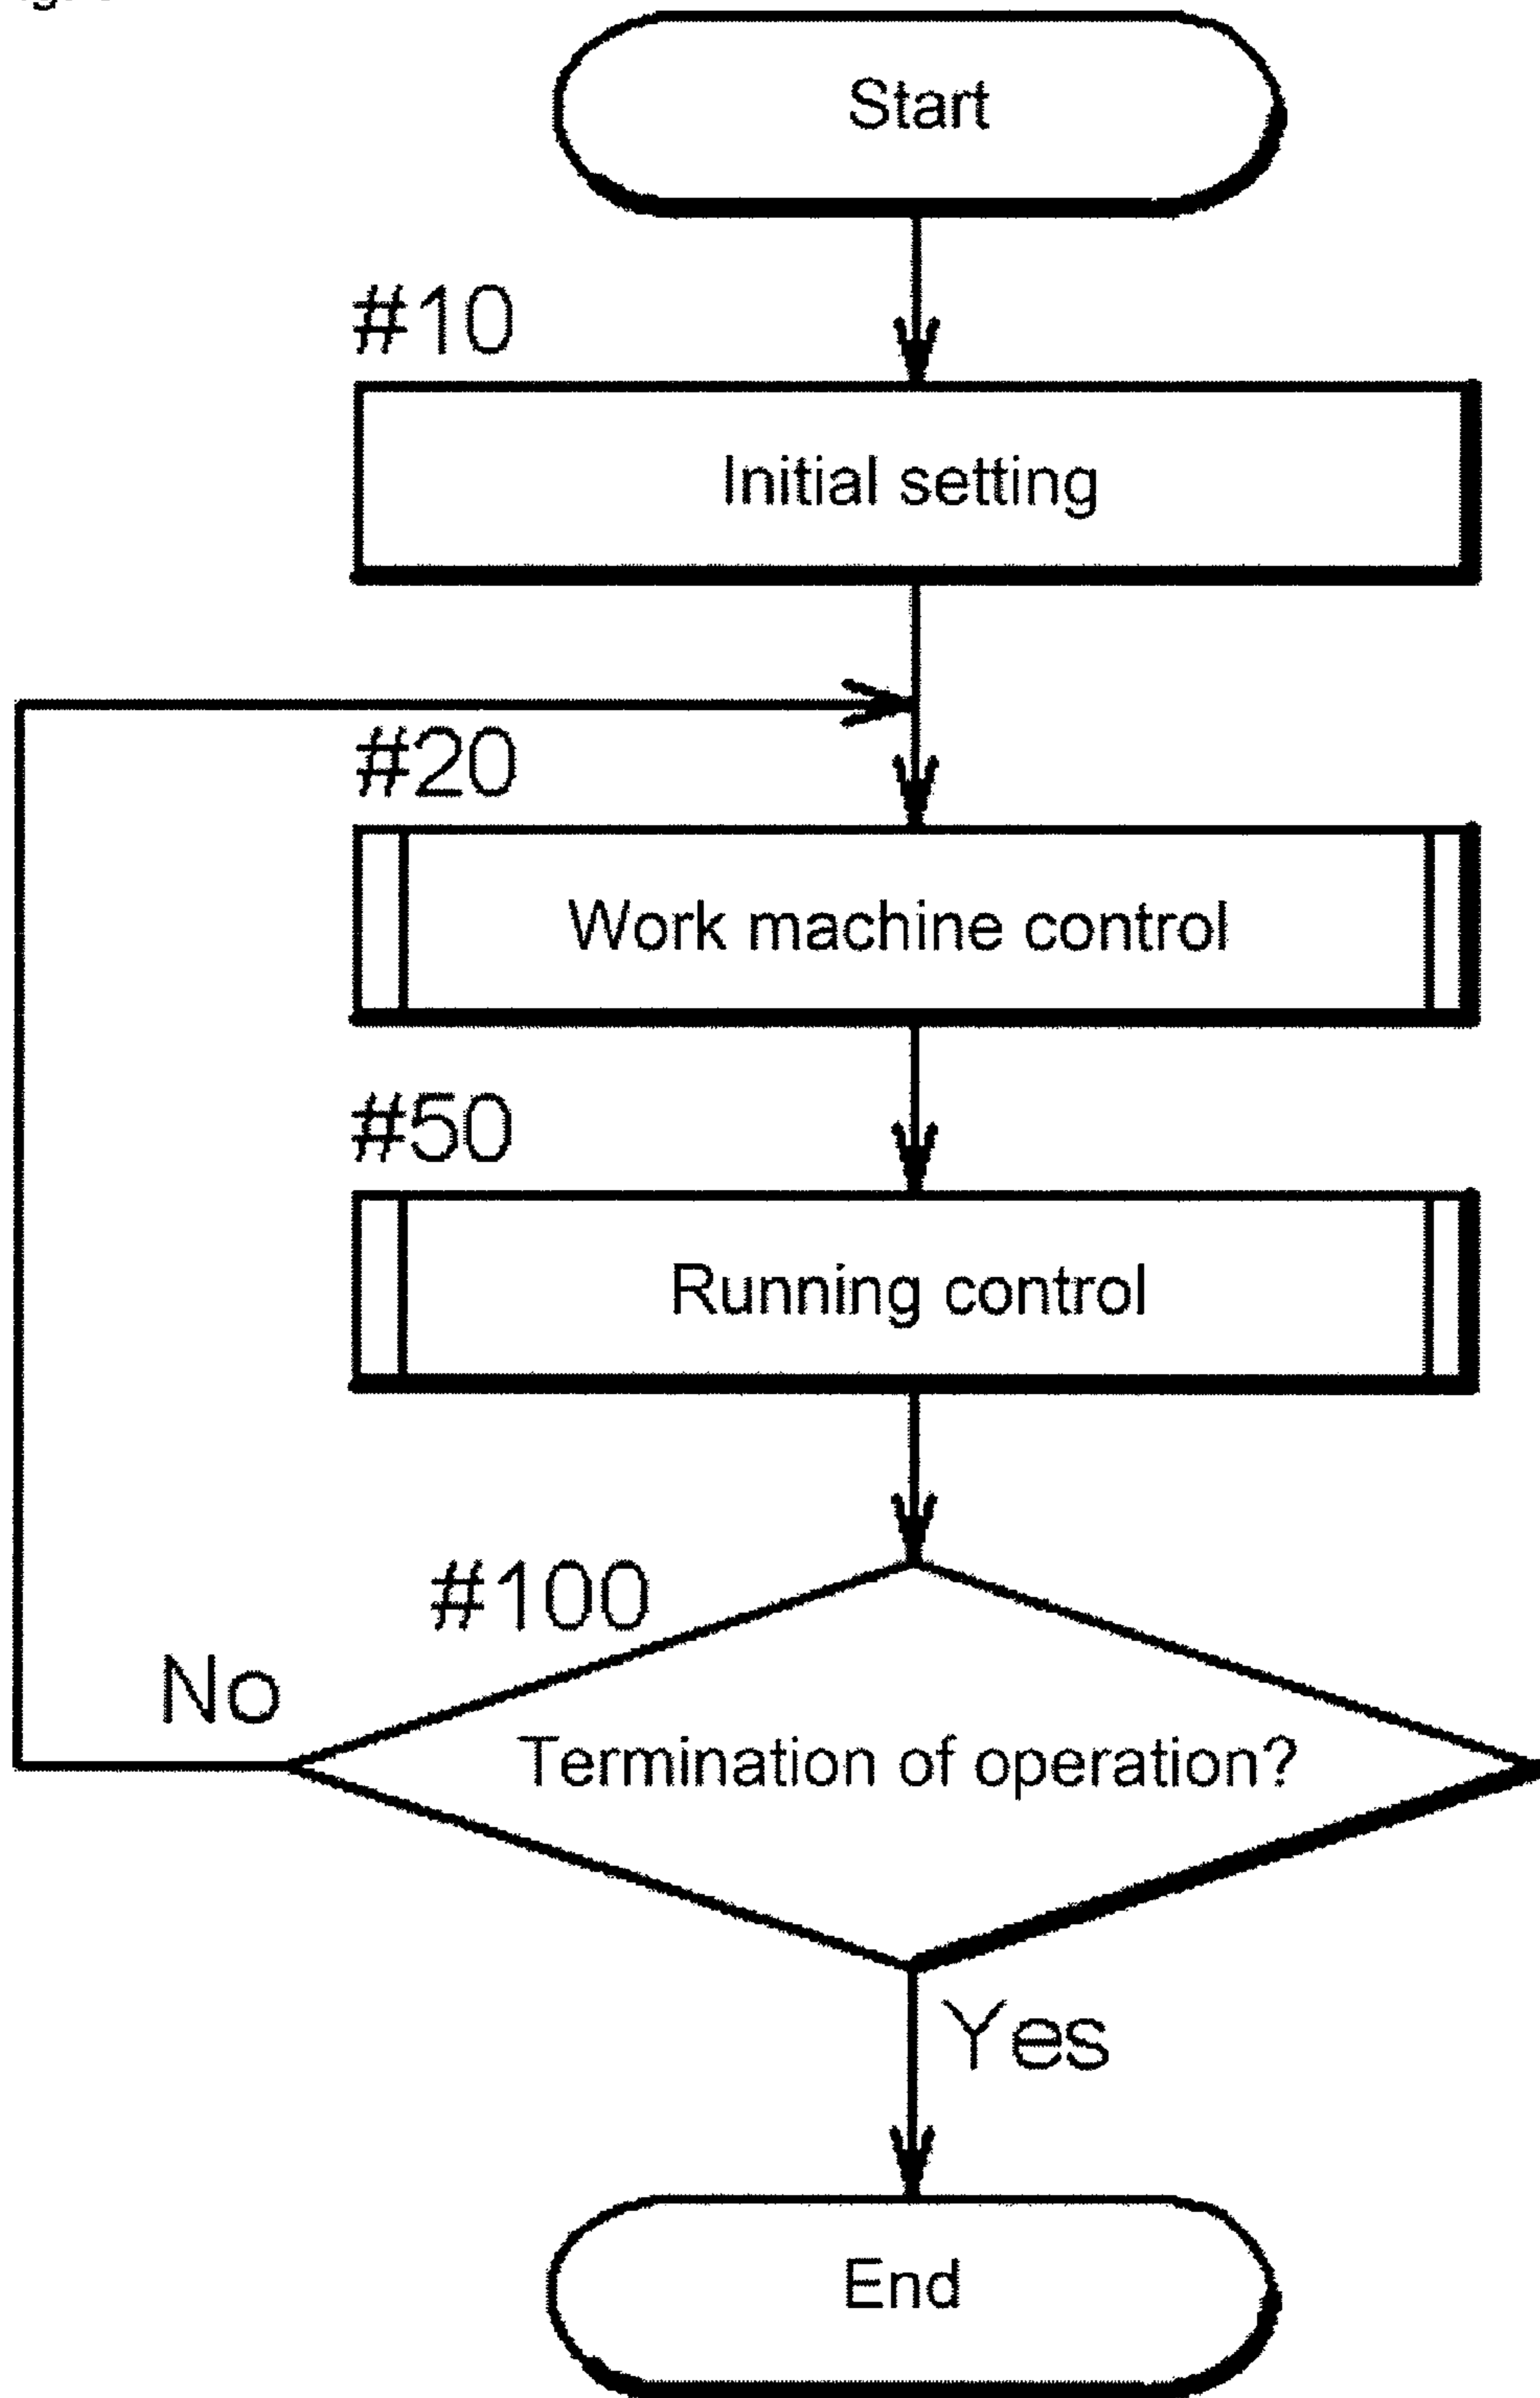 Start
#10
Initial setting
#20
Work machine control
#50
Running control
#100
No
Termination of operation?
Yes
End